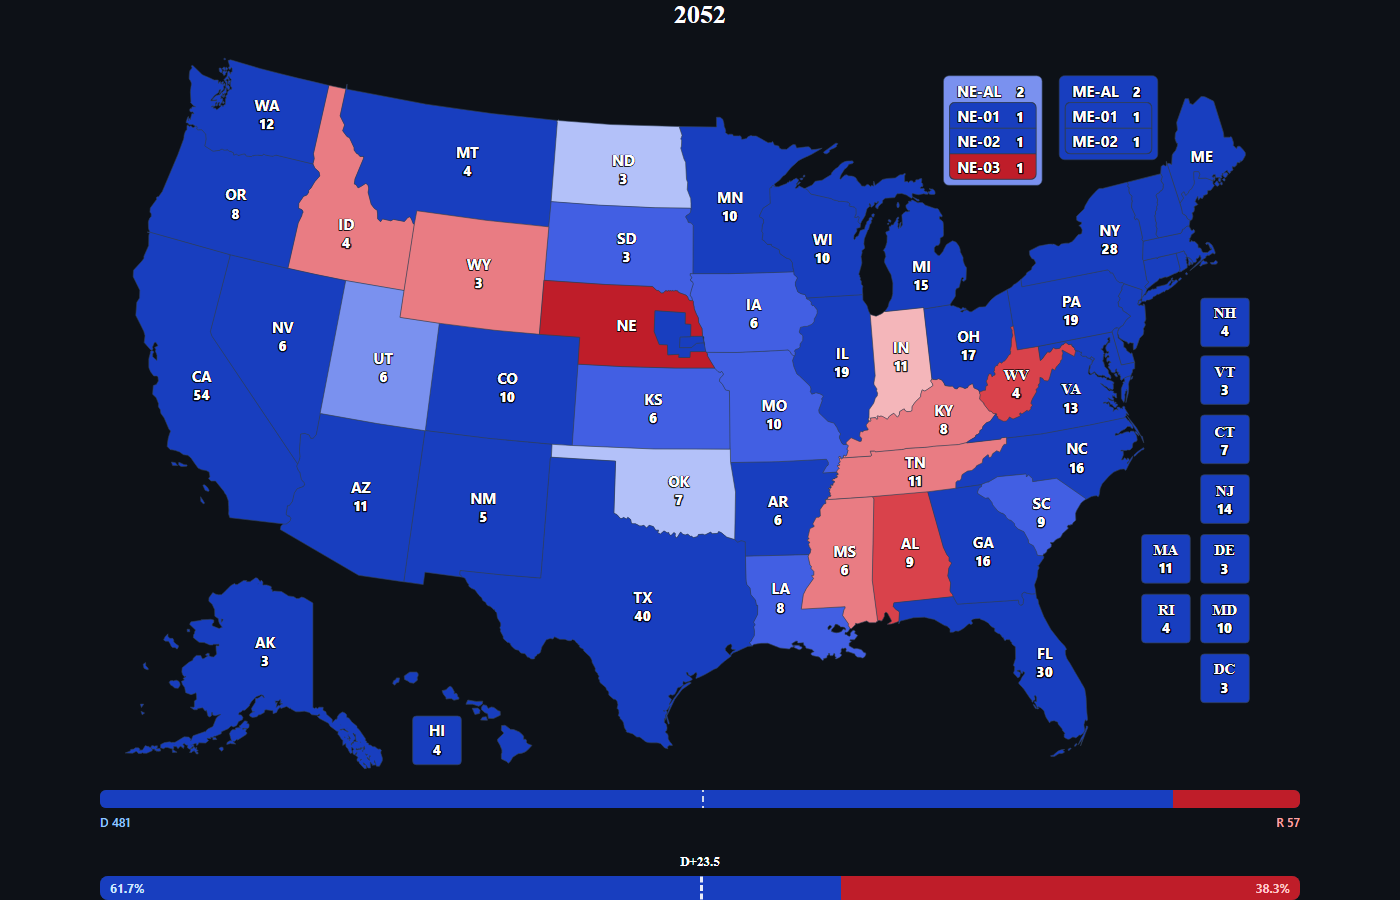 2052
WA
12
OR
8
CA
54
NV
6
ID
4
MT
4
WY
3
UT
6
CO
10
AZ
11
NM
5
ND
3
SD
3
NE
KS
6
OK
7
TX
40
MN
10
IA
6
MO
10
AR
6
LA
8
WI
10
IL
19
MI
15
IN
11
OH
17
KY
8
TN
11
MS
6
AL
9
GA
16
FL
30
SC
9
NC
16
VA
13
WV
4
PA
19
NY
28
ME
AK
3
HI
4
NE-AL 2
NE-01 1
NE-02 1
NE-03 1
ME-AL 2
ME-01 1
ME-02 1
NH
4
VT
3
CT
7
NJ
14
MA
11
DE
3
RI
4
MD
10
DC
3
D 481
R 57
D+23.5
61.7%
38.3%